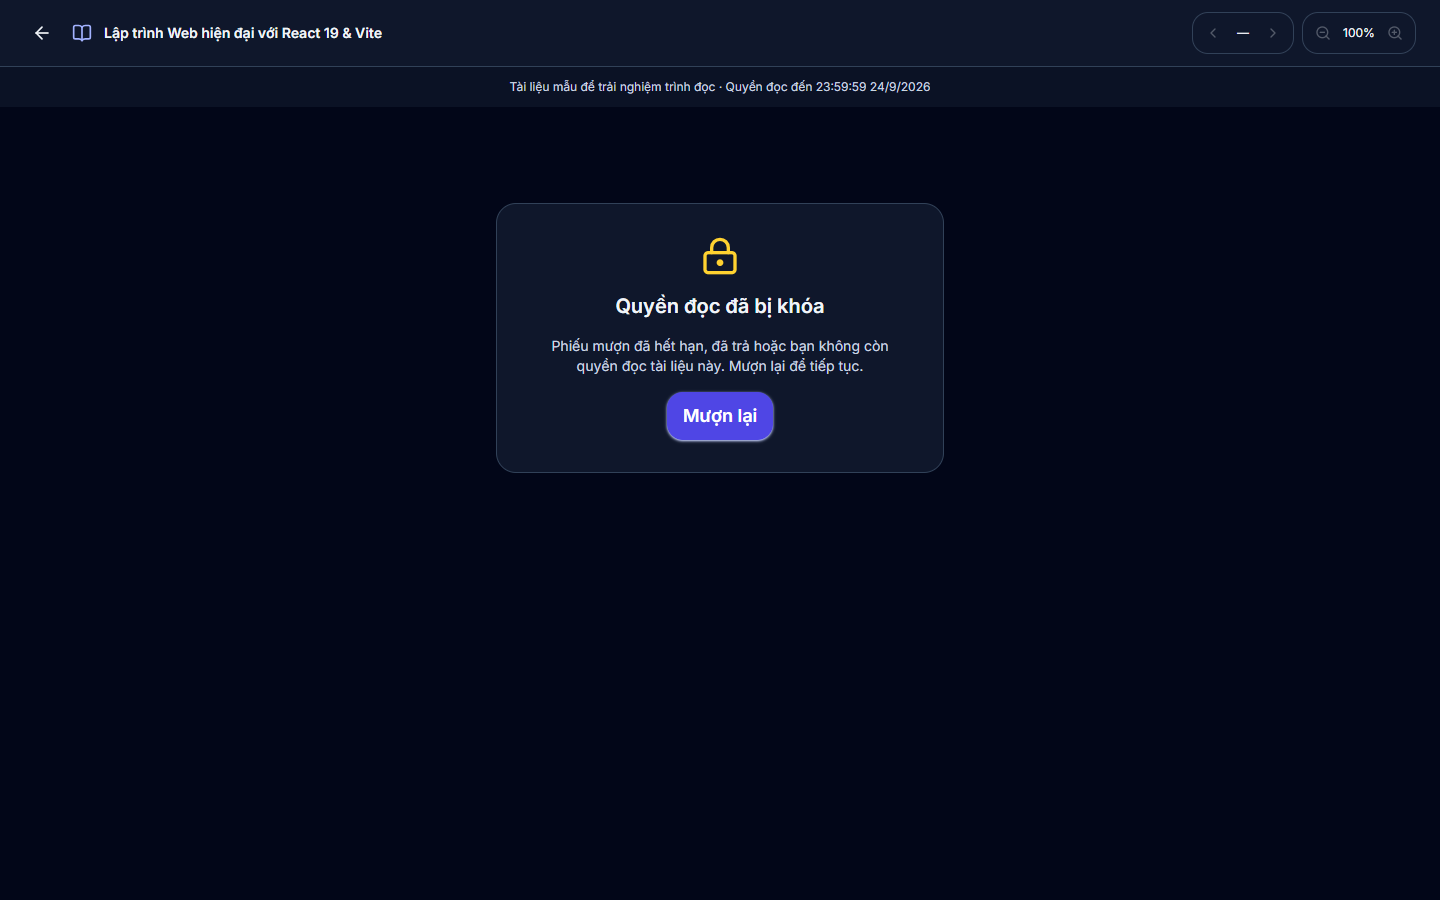 Lập trình Web hiện đại với React 19 & Vite
100%
Tài liệu mẫu để trải nghiệm trình đọc · Quyền đọc đến 23:59:59 24/9/2026
Quyền đọc đã bị khóa
Phiếu mượn đã hết hạn, đã trả hoặc bạn không còn
quyền đọc tài liệu này. Mượn lại để tiếp tục.
Mượn lại